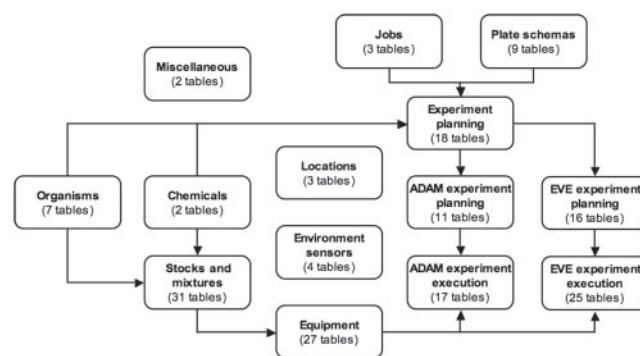 Jobs
(3 tables)
Plate schemas
(9 tables)
Miscellaneous
(2 tables)
Experiment
planning
(18 tables)
Locations
(3 tables)
Organisms
(7 tables)
Chemicals
(2 tables)
ADAM experiment
planning
(11 tables)
EVE experiment
planning
(16 tables)
Environment
sensors
(4 tables)
Stocks and
mixtures
(31 tables)
ADAM experiment
execution
(17 tables)
EVE experiment
execution
(25 tables)
Equipment
(27 tables)